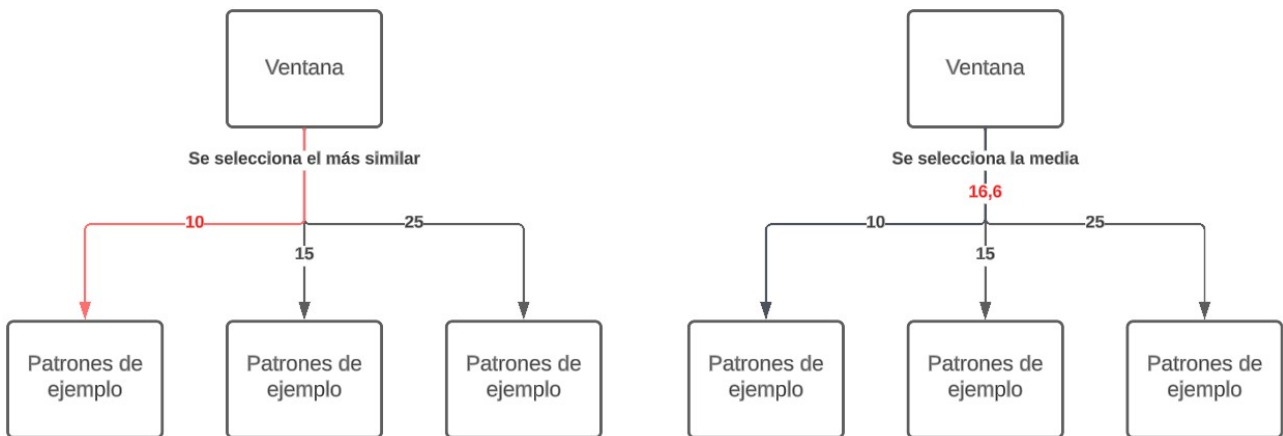 Ventana
Se selecciona el más similar
10
25
15
Patrones de
ejemplo
Patrones de
ejemplo
Patrones de
ejemplo
Ventana
Se selecciona la media
16,6
10
25
15
Patrones de
ejemplo
Patrones de
ejemplo
Patrones de
ejemplo